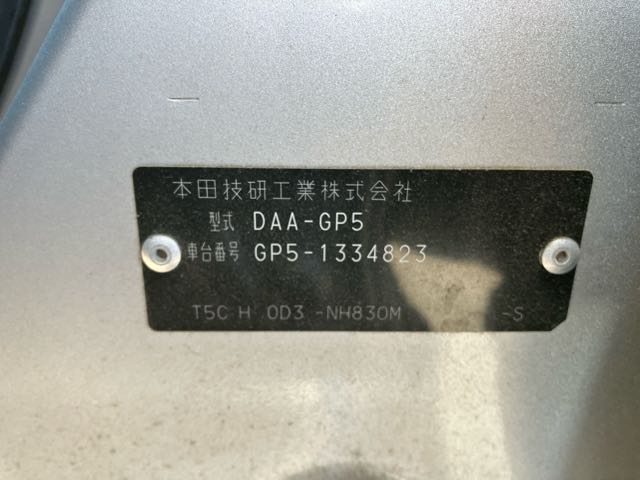 本田技研工業株式会社
型式 DAA-GP5
車台番号 GP5-1334823
T5C H 0D3 -NH830M -S